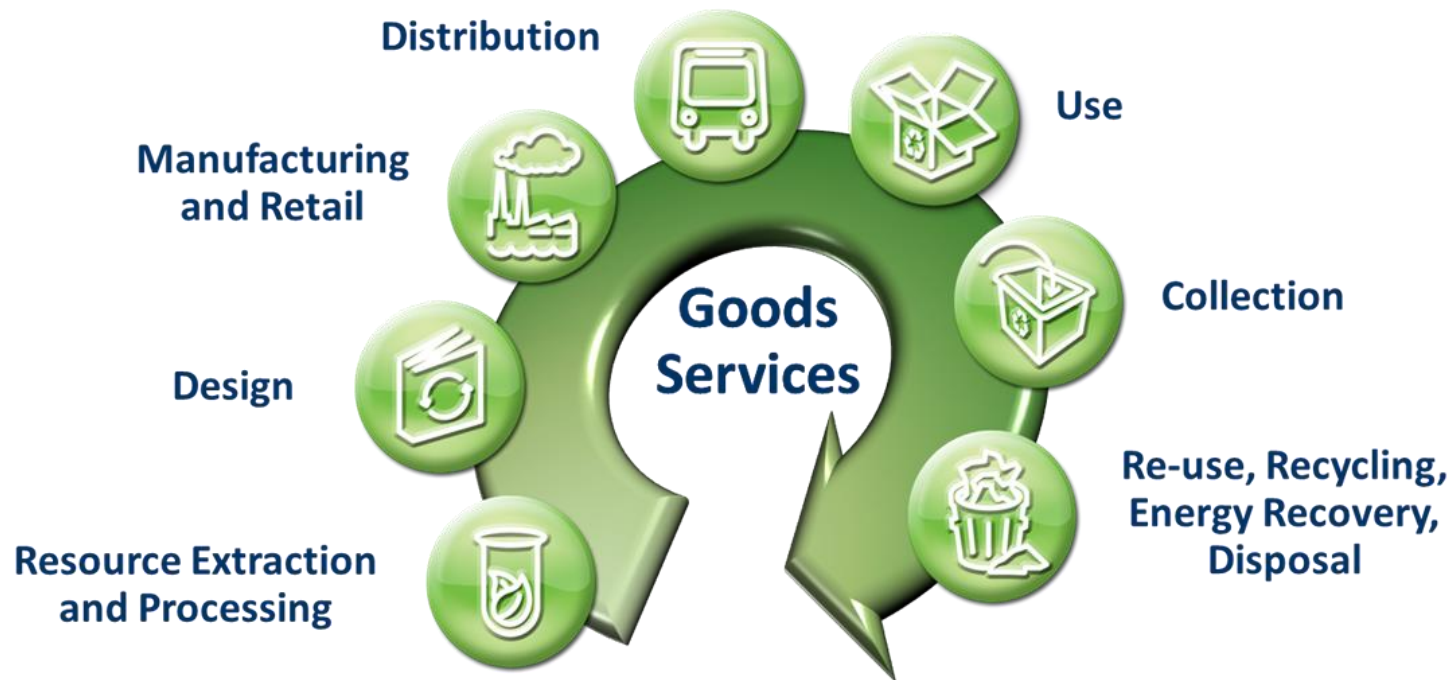 Distribution
Use
Manufacturing
and Retail
Goods
Services
Collection
Design
Re-use, Recycling,
Energy Recovery,
Disposal
Resource Extraction
and Processing